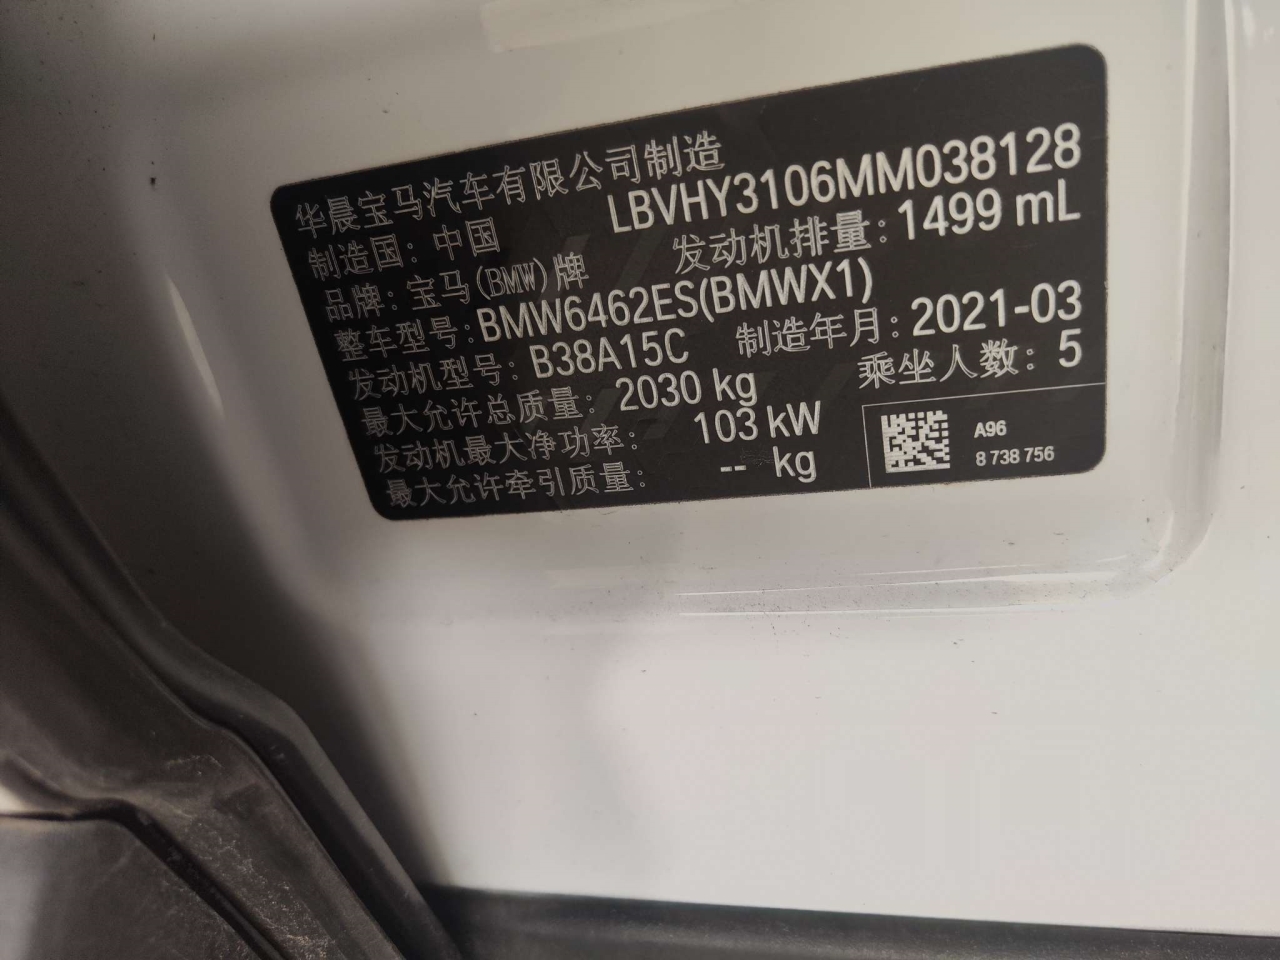 华晨宝马汽车有限公司制造
制造国：中国 LBVHY3106MM038128
品牌：宝马(BMW)牌 发动机排量：1499 mL
整车型号：BMW6462ES(BMWX1)
发动机型号：B38A15C 制造年月：2021-03
最大允许总质量：2030 kg 乘坐人数：5
发动机最大净功率：103 kW
最大允许牵引质量：-- kg
A96
8 738 756